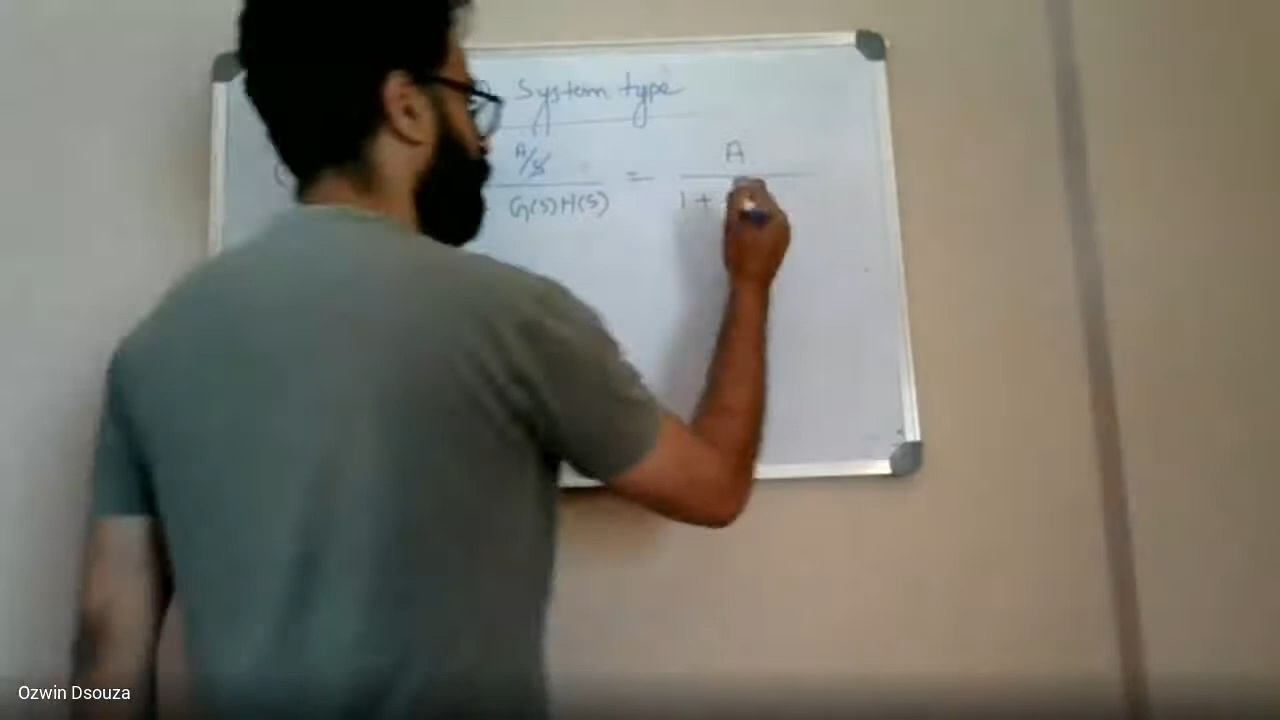 System type
A/s = A
G(s)H(s) 1 +
Ozwin Dsouza